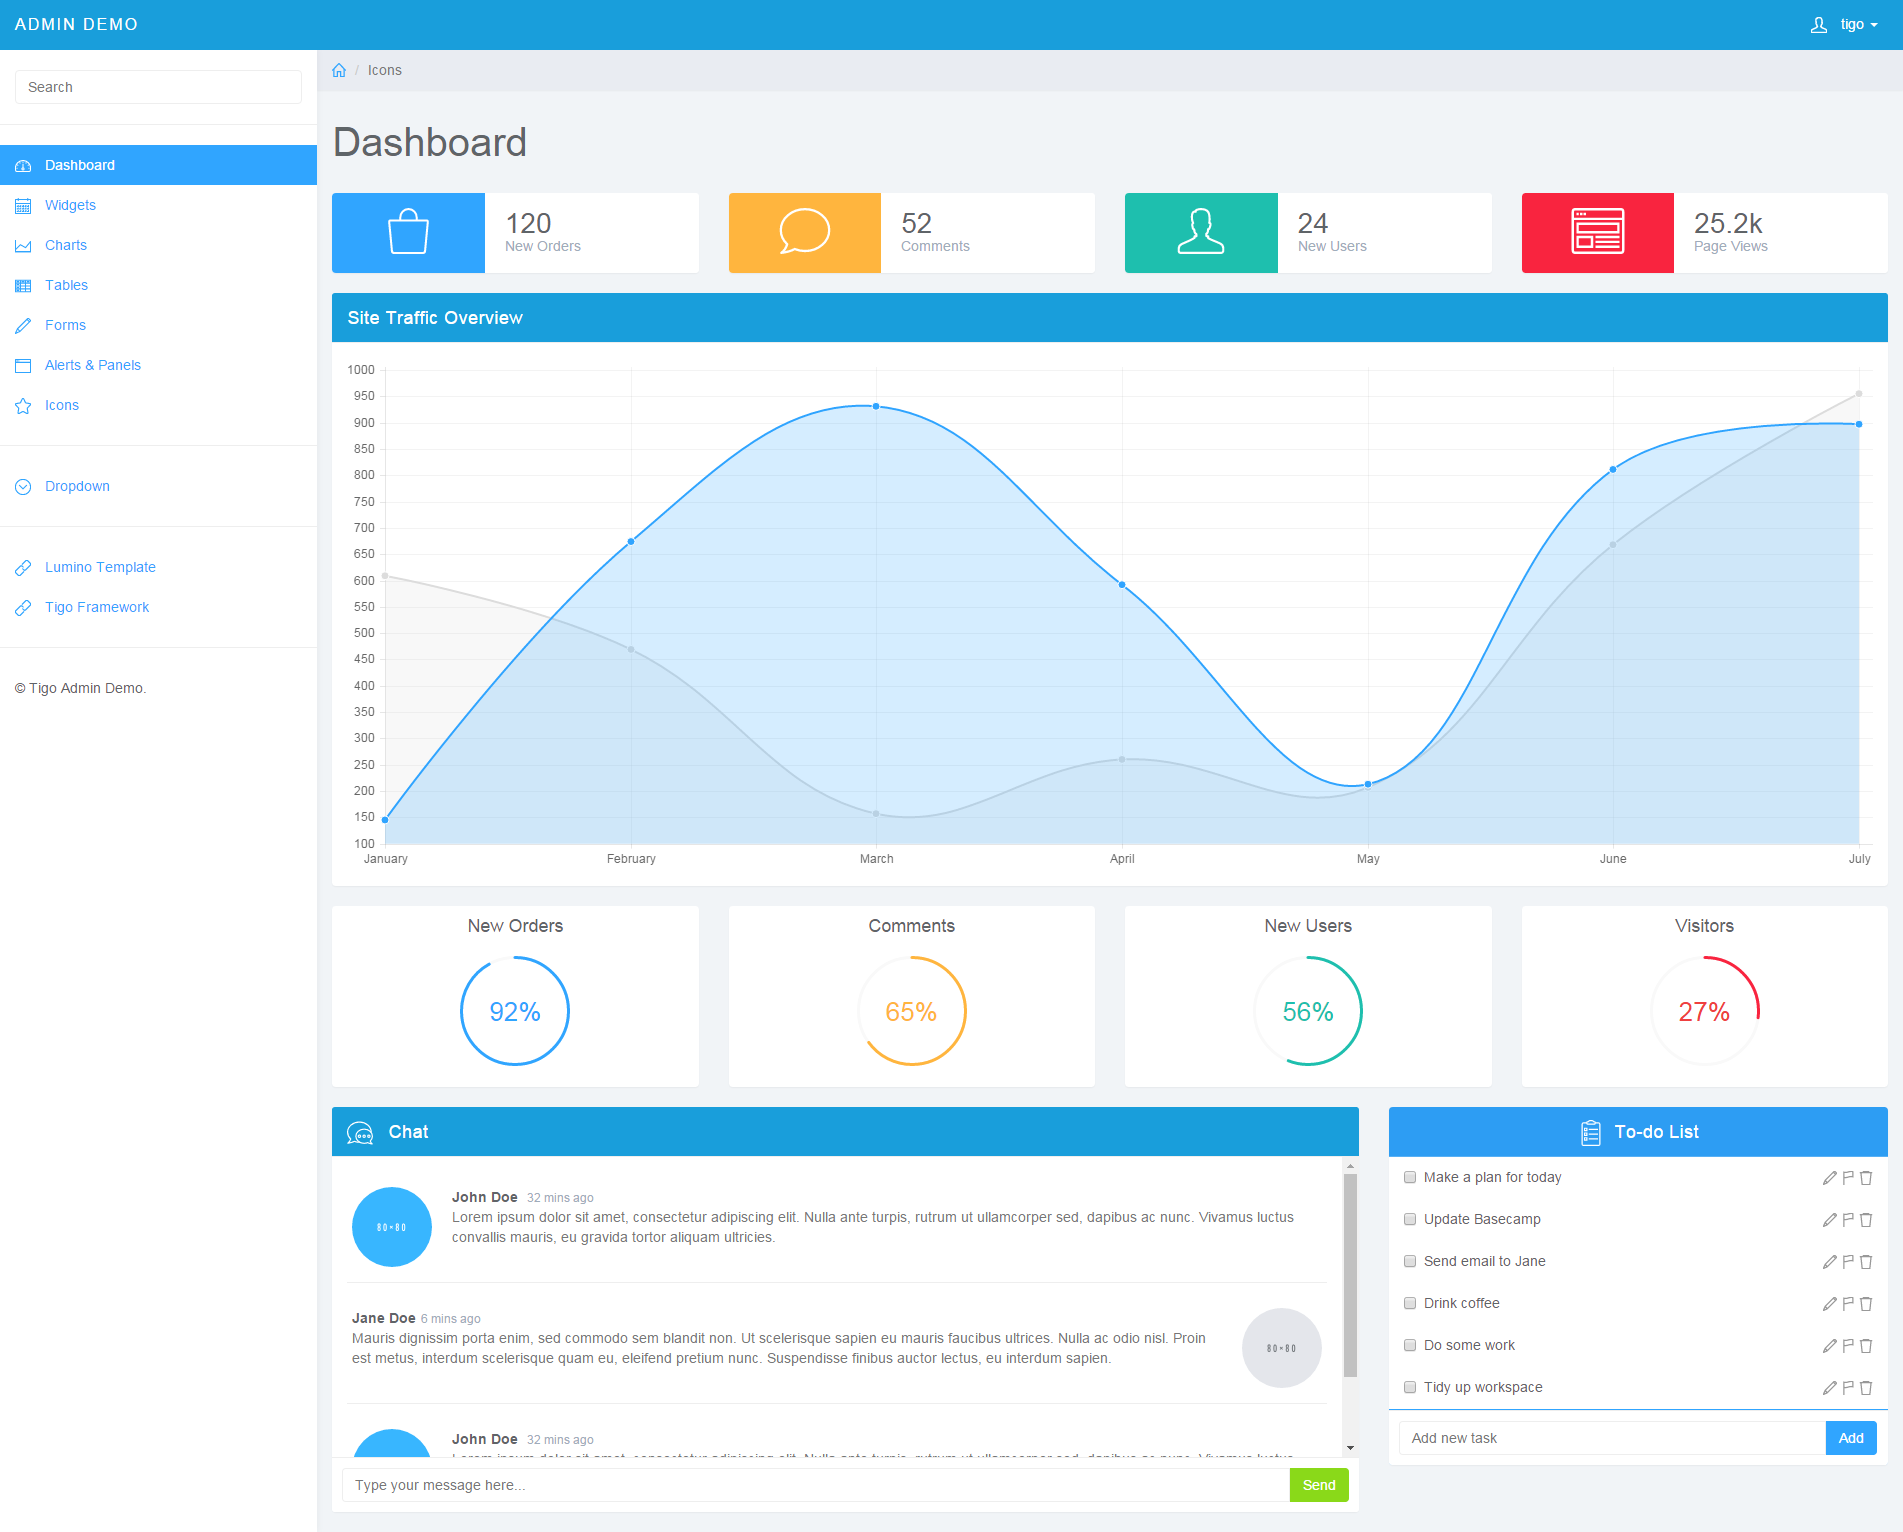 ADMIN DEMO
tigo
Search
/ Icons
Dashboard
Widgets
Charts
Tables
Forms
Alerts & Panels
Icons
Dropdown
Lumino Template
Tigo Framework
© Tigo Admin Demo.
Dashboard
120
New Orders
52
Comments
24
New Users
25.2k
Page Views
Site Traffic Overview
1000
950
900
850
800
750
700
650
600
550
500
450
400
350
300
250
200
150
100
January February March April May June July
New Orders
92%
Comments
65%
New Users
56%
Visitors
27%
Chat
80×80
John Doe 32 mins ago
Lorem ipsum dolor sit amet, consectetur adipiscing elit. Nulla ante turpis, rutrum ut ullamcorper sed, dapibus ac nunc. Vivamus luctus
convallis mauris, eu gravida tortor aliquam ultricies.
Jane Doe 6 mins ago
Mauris dignissim porta enim, sed commodo sem blandit non. Ut scelerisque sapien eu mauris faucibus ultrices. Nulla ac odio nisl. Proin
est metus, interdum scelerisque quam eu, eleifend pretium nunc. Suspendisse finibus auctor lectus, eu interdum sapien.
80×80
John Doe 32 mins ago
Type your message here...
Send
To-do List
Make a plan for today
Update Basecamp
Send email to Jane
Drink coffee
Do some work
Tidy up workspace
Add new task
Add